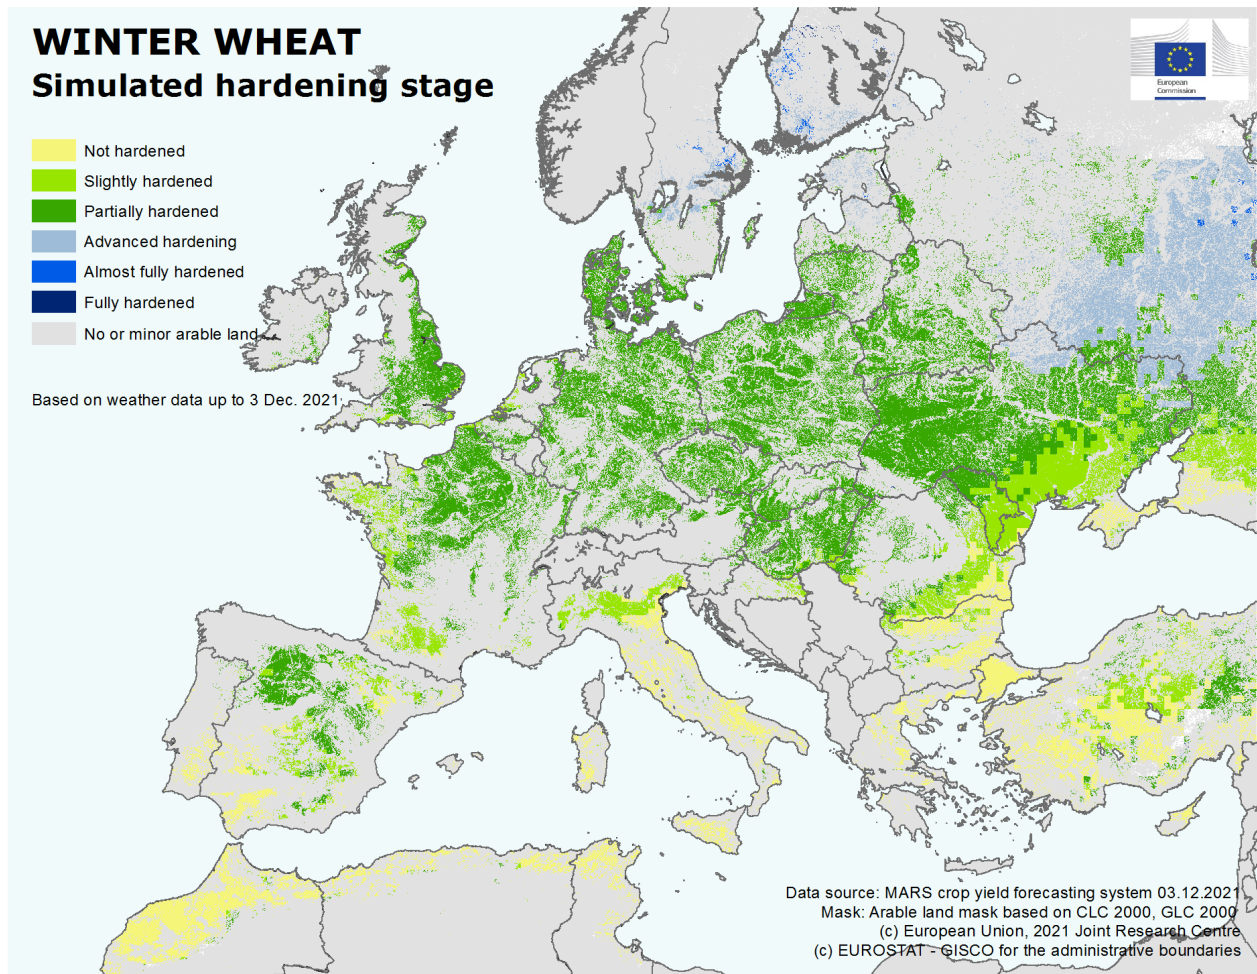 WINTER WHEAT
Simulated hardening stage
Not hardened
Slightly hardened
Partially hardened
Advanced hardening
Almost fully hardened
Fully hardened
No or minor arable land
Based on weather data up to 3 Dec. 2021
European
Commission
Data source: MARS crop yield forecasting system 03.12.2021
Mask: Arable land mask based on CLC 2000, GLC 2000
(c) European Union, 2021 Joint Research Centre
(c) EUROSTAT - GISCO for the administrative boundaries